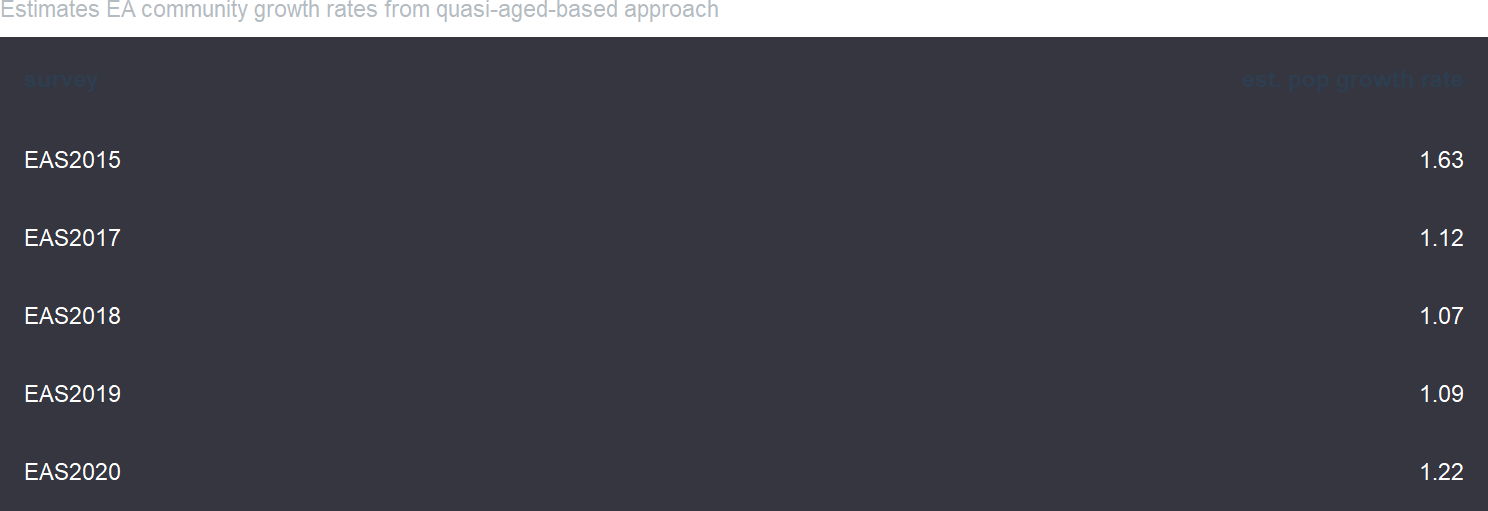 Estimates EA community growth rates from quasi-aged-based approach
survey est. pop growth rate
EAS2015 1.63
EAS2017 1.12
EAS2018 1.07
EAS2019 1.09
EAS2020 1.22